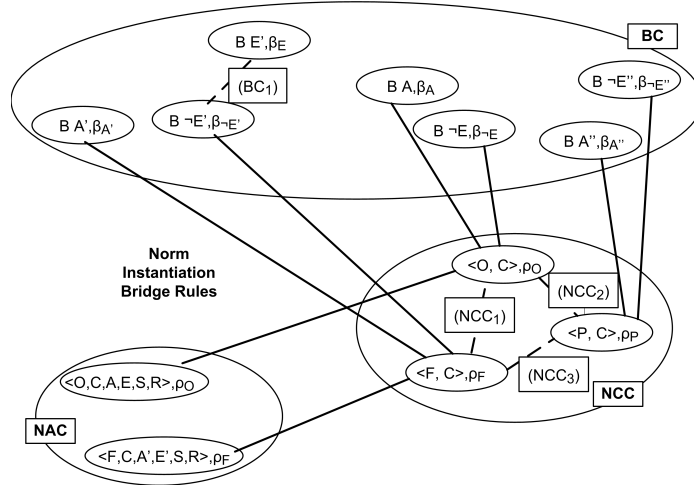 B E’,βE
BC
(BC1)
B A,βA
B ¬E’’,β¬E’’
B A’,βA’
B ¬E’,β¬E’
B ¬E,β¬E
B A’’,βA’’
Norm
Instantiation
Bridge Rules
<O, C>,ρO
(NCC2)
(NCC1)
<P, C>,ρP
<F, C>,ρF
(NCC3)
<O,C,A,E,S,R>,ρO
NCC
NAC
<F,C,A’,E’,S,R>,ρF